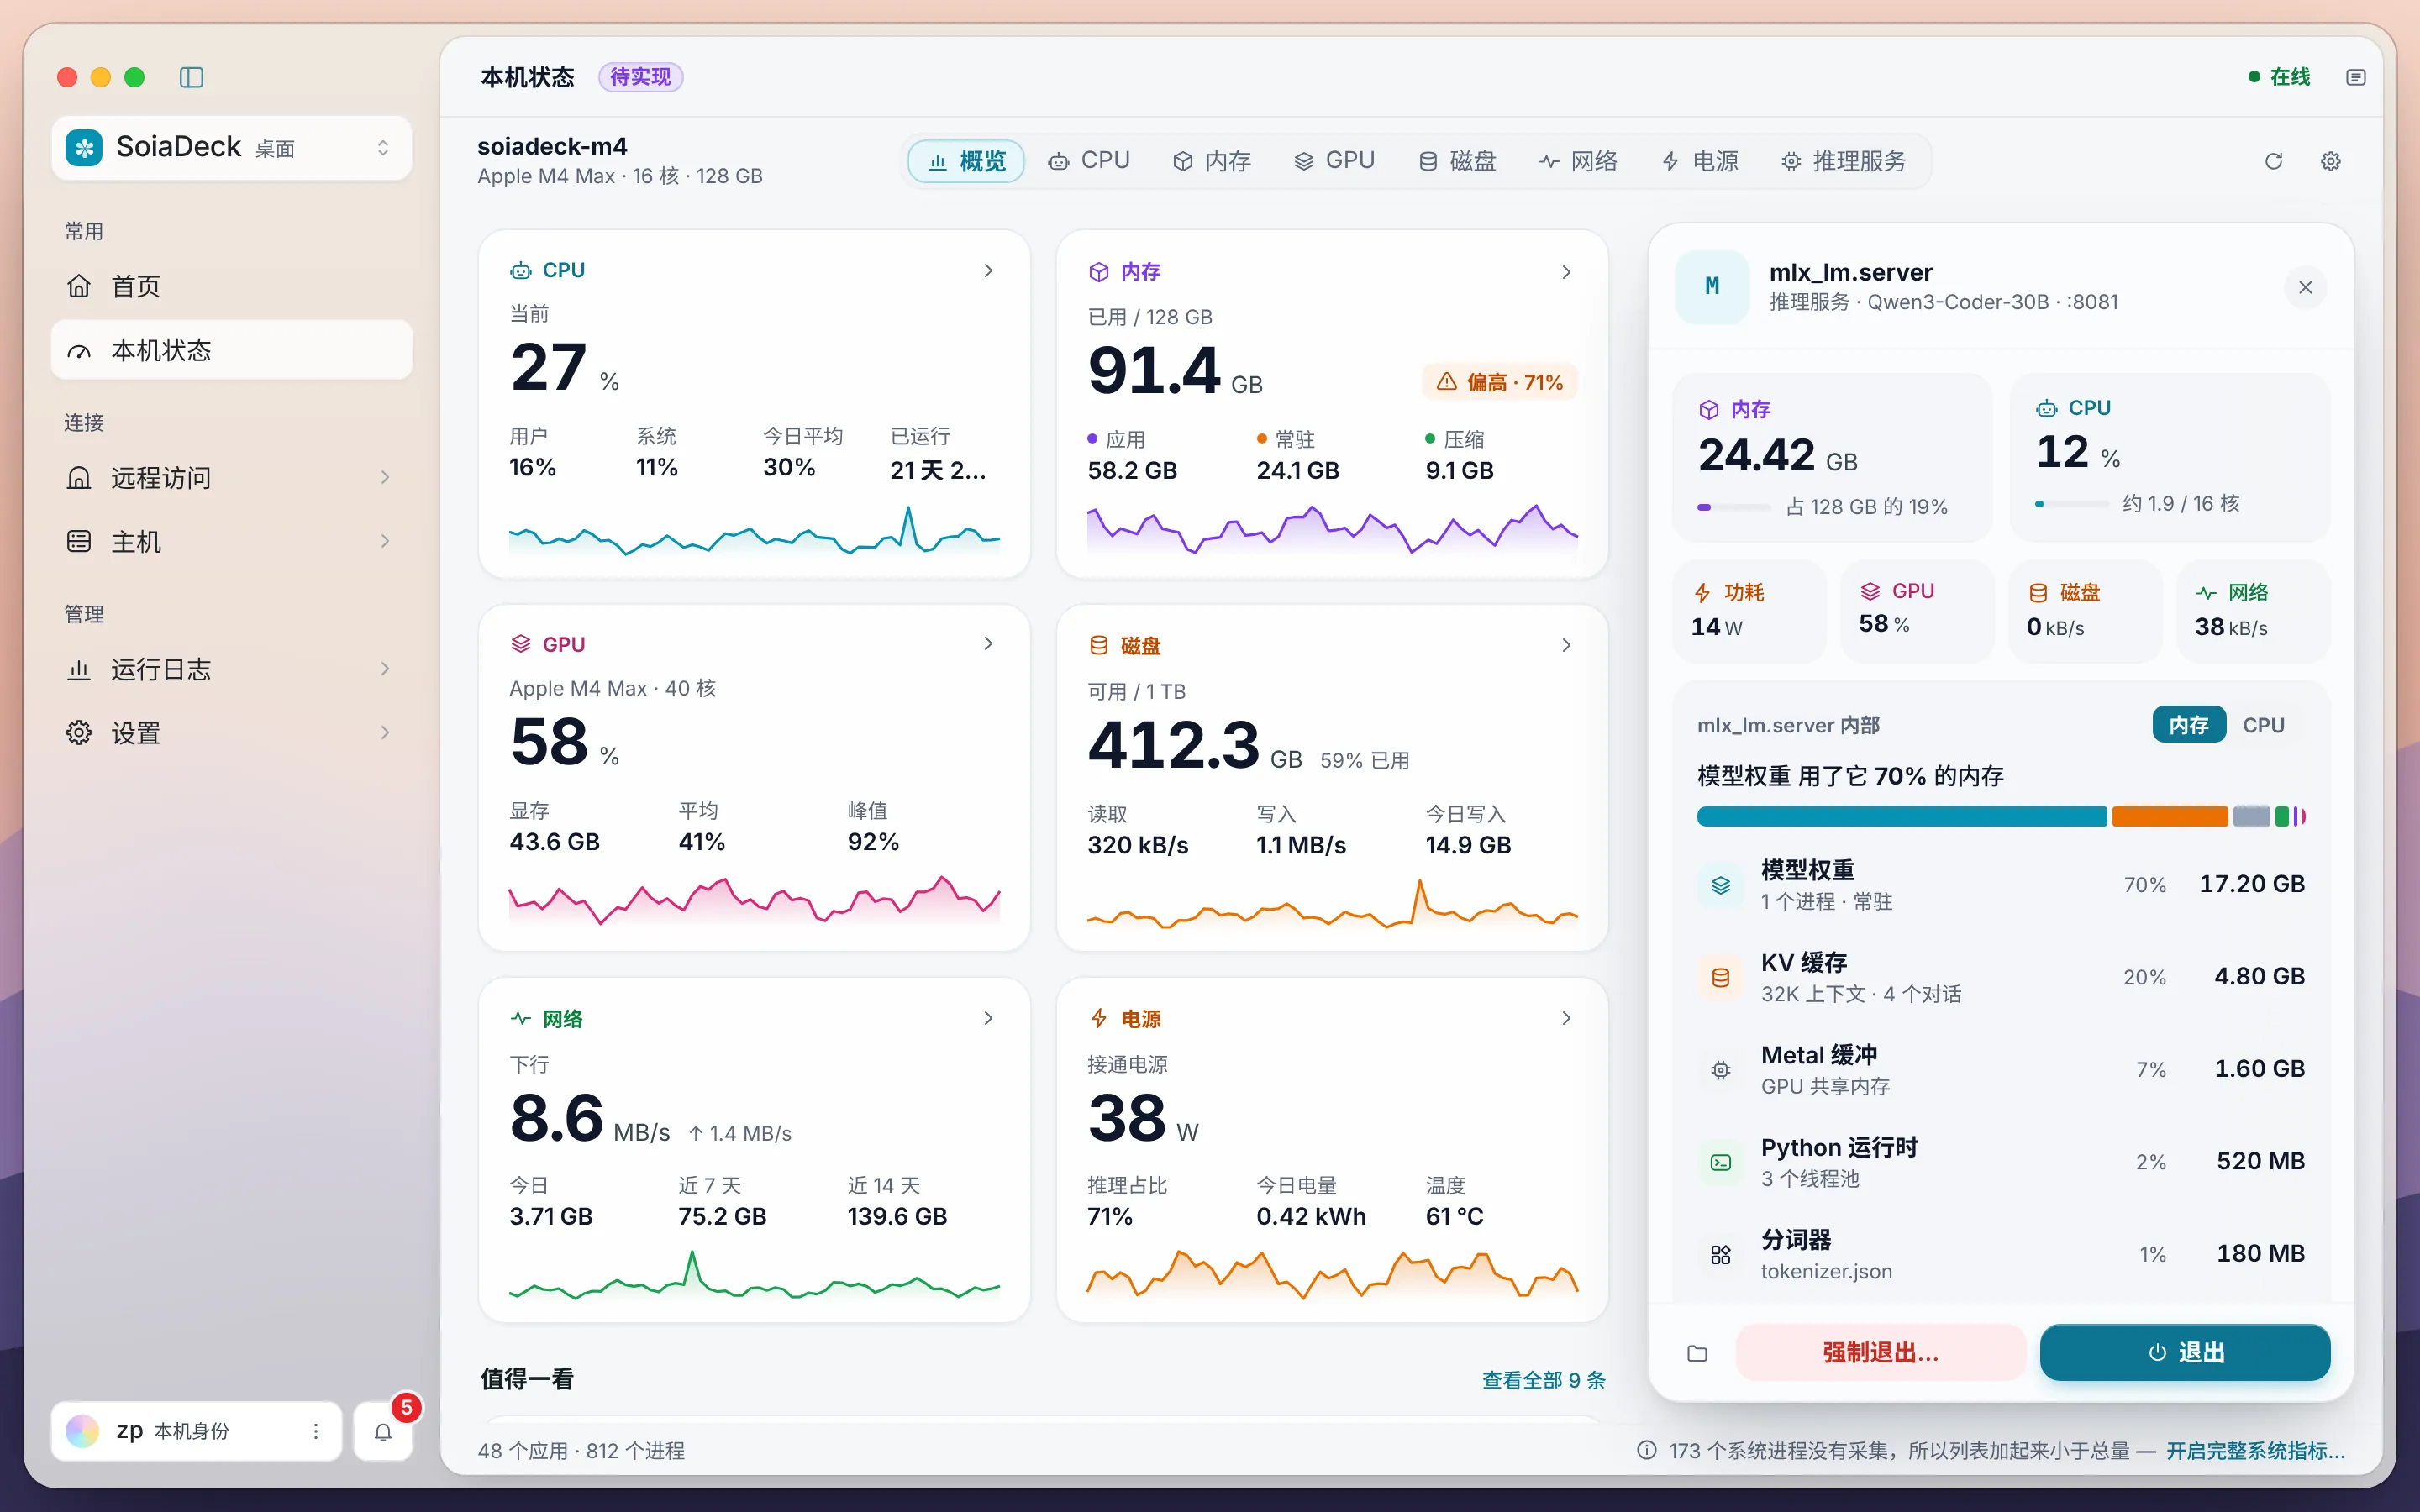 SoiaDeck 桌面
常用
首页
本机状态
连接
远程访问
主机
管理
运行日志
设置
zp 本机身份
5
本机状态 待实现
在线
soiadeck-m4
Apple M4 Max · 16 核 · 128 GB
概览 CPU 内存 GPU 磁盘 网络 电源 推理服务
CPU
当前
27 %
用户 系统 今日平均 已运行
16% 11% 30% 21 天 2...
内存
已用 / 128 GB
91.4 GB
偏高 · 71%
应用 常驻 压缩
58.2 GB 24.1 GB 9.1 GB
GPU
Apple M4 Max · 40 核
58 %
显存 平均 峰值
43.6 GB 41% 92%
磁盘
可用 / 1 TB
412.3 GB 59% 已用
读取 写入 今日写入
320 kB/s 1.1 MB/s 14.9 GB
网络
下行
8.6 MB/s ↑ 1.4 MB/s
今日 近 7 天 近 14 天
3.71 GB 75.2 GB 139.6 GB
电源
接通电源
38 W
推理占比 今日电量 温度
71% 0.42 kWh 61 °C
值得一看
查看全部 9 条
48 个应用 · 812 个进程
M
mlx_lm.server
推理服务 · Qwen3-Coder-30B · :8081
内存
24.42 GB
占 128 GB 的 19%
CPU
12 %
约 1.9 / 16 核
功耗
14 W
GPU
58 %
磁盘
0 kB/s
网络
38 kB/s
mlx_lm.server 内部
内存 CPU
模型权重 用了它 70% 的内存
模型权重
1 个进程 · 常驻
70% 17.20 GB
KV 缓存
32K 上下文 · 4 个对话
20% 4.80 GB
Metal 缓冲
GPU 共享内存
7% 1.60 GB
Python 运行时
3 个线程池
2% 520 MB
分词器
tokenizer.json
1% 180 MB
强制退出...
退出
173 个系统进程没有采集，所以列表加起来小于总量 — 开启完整系统指标...